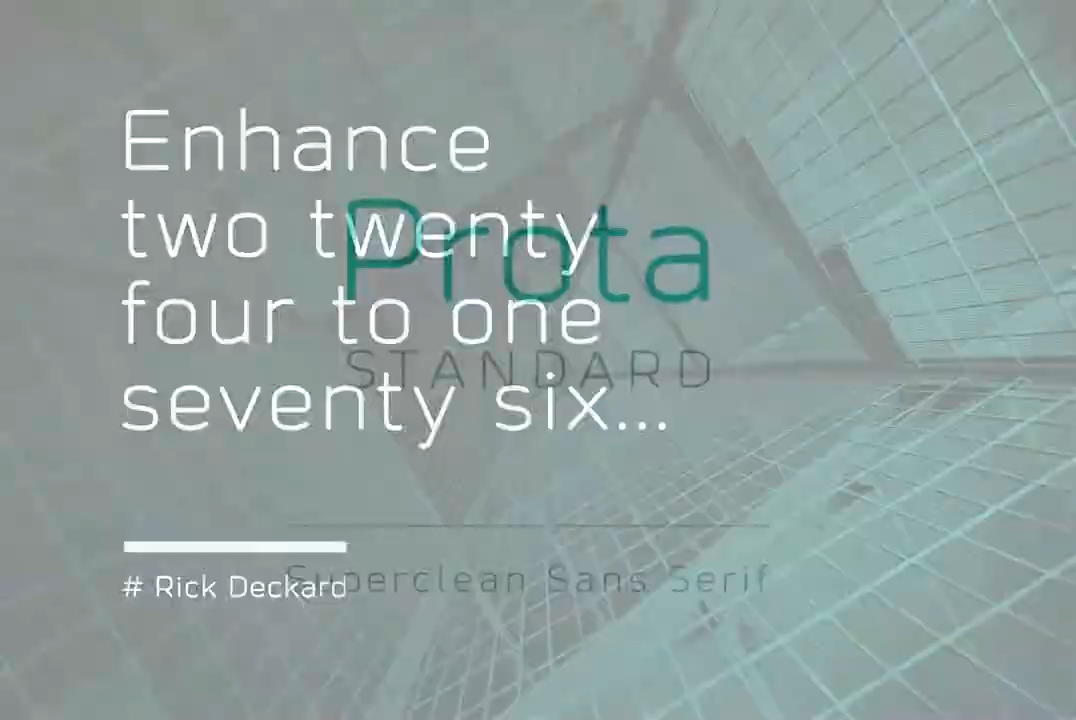 Enhance
two twenty
four to one
seventy six...
# Rick Deckard
Prota
STANDARD
Superclean Sans Serif